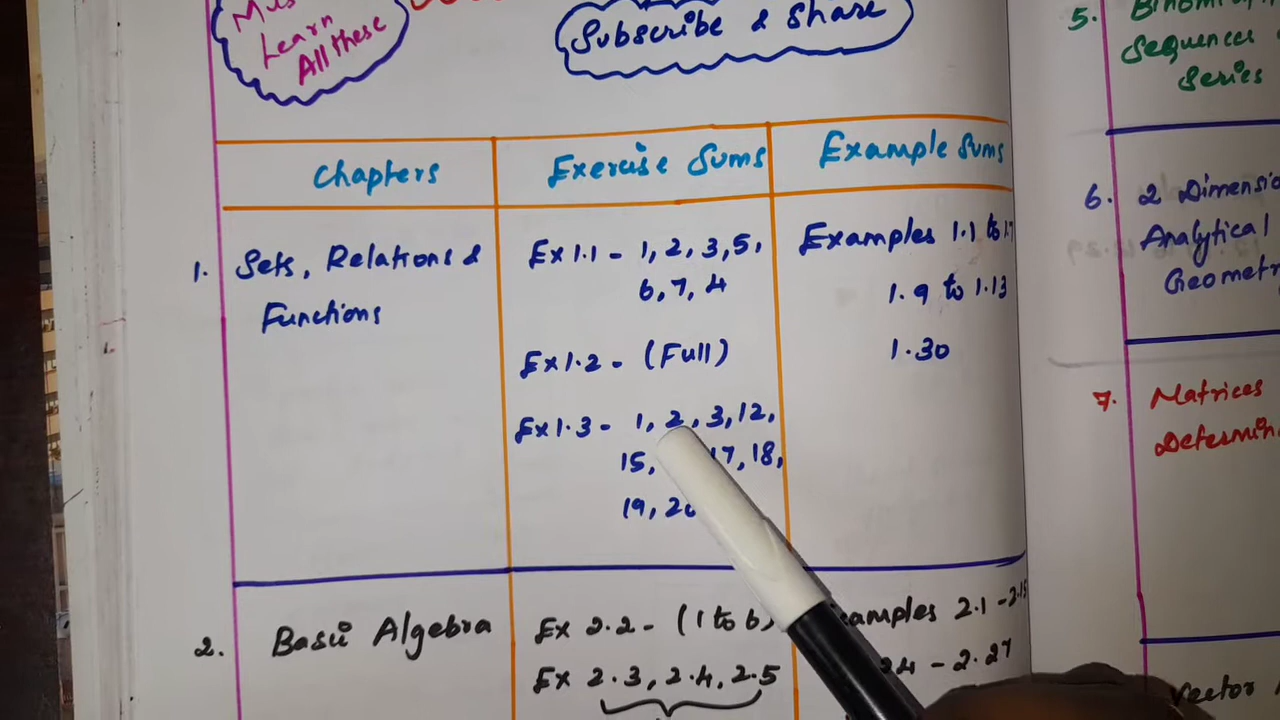 Learn
All these
Subscribe & Share
Chapters Exercise Sums Example Sums
1. Sets, Relations &
Functions
Ex 1.1 - 1, 2, 3, 5,
6, 7, 4
Ex 1.2 - (Full)
Ex 1.3 - 1, 2, 3, 12,
15, 17, 18,
19,
Examples 1.1 to
1.9 to 1.13
1.30
2. Basic Algebra
Ex 2.2 - (1 to 6)
Ex 2.3, 2.4, 2.5
2.1 -
- 2.27
5.
Sequences
Series
6. 2
Analytical
7. Matrices
Vector